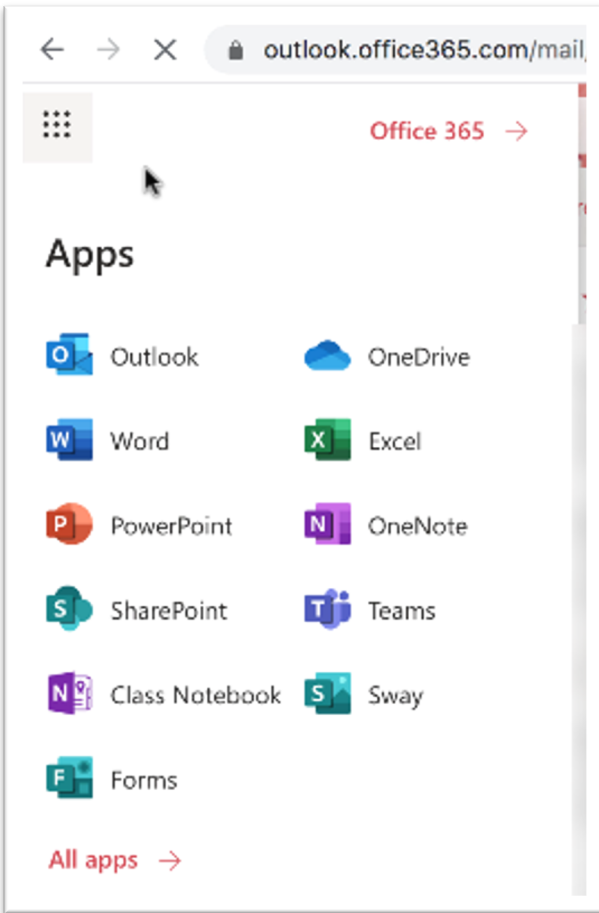 outlook.office365.com/mail
Office 365 →
Apps
Outlook
OneDrive
Word
Excel
PowerPoint
OneNote
SharePoint
Teams
Class Notebook
Sway
Forms
All apps →